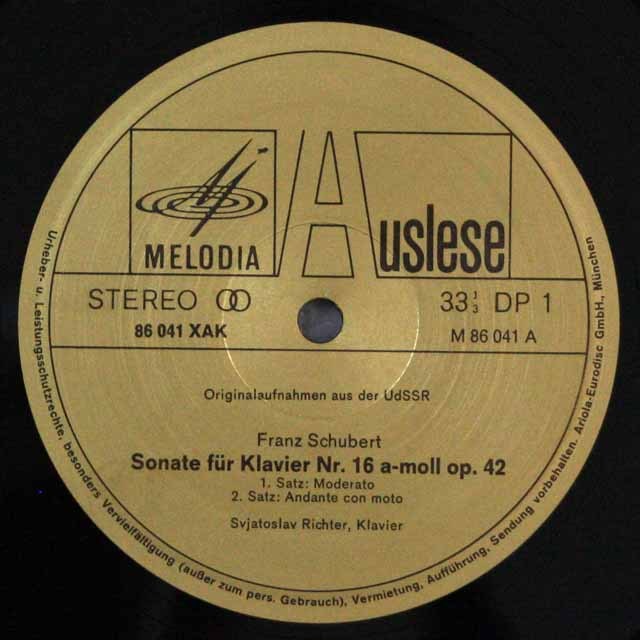 MELODIA
Auslese
STEREO
33 1/3 DP 1
86 041 XAK
M 86 041 A
Originalaufnahmen aus der UdSSR
Franz Schubert
Sonate für Klavier Nr. 16 a-moll op. 42
1. Satz: Moderato
2. Satz: Andante con moto
Svjatoslav Richter, Klavier
Urheber- u. Leistungsschutzrechte, besonders Vervielfältigung (außer zum pers. Gebrauch), Vermietung, Aufführung, Sendung vorbehalten. Ariola-Eurodisc GmbH., München